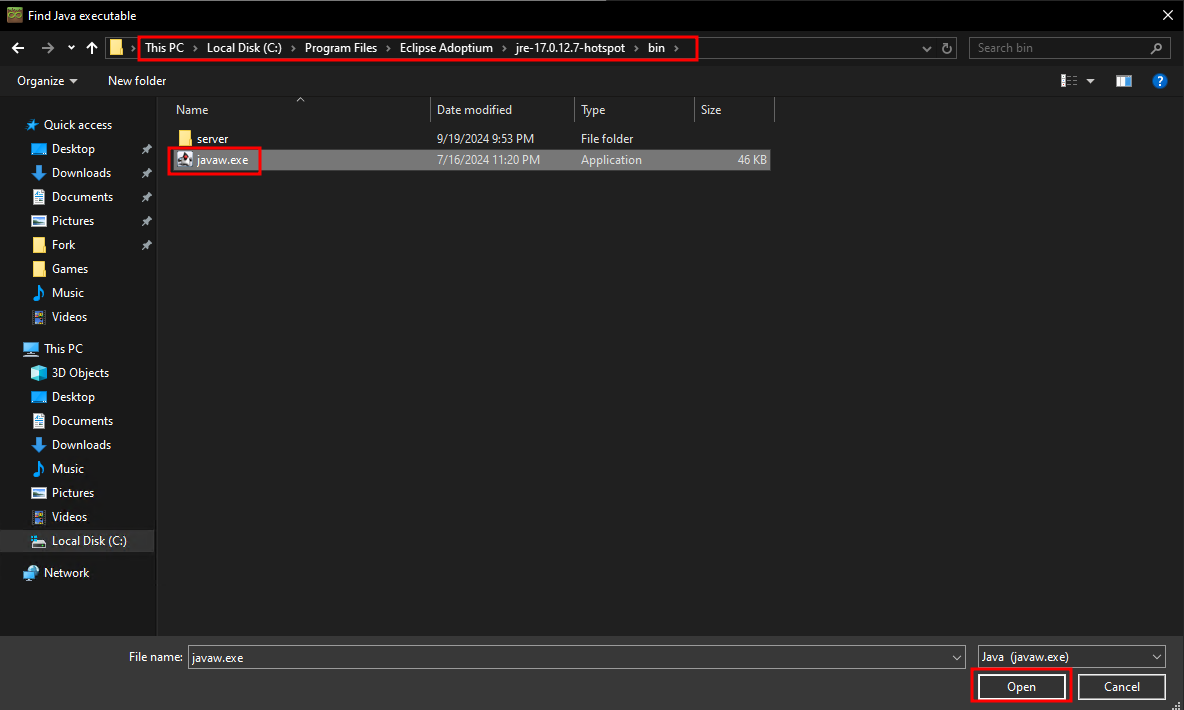 Find Java executable
This PC > Local Disk (C:) > Program Files > Eclipse Adoptium > jre-17.0.12.7-hotspot > bin >
Search bin
Organize
New folder
Name
Date modified
Type
Size
server
9/19/2024 9:53 PM
File folder
javaw.exe
7/16/2024 11:20 PM
Application
46 KB
Quick access
Desktop
Downloads
Documents
Pictures
Fork
Games
Music
Videos
This PC
3D Objects
Desktop
Documents
Downloads
Music
Pictures
Videos
Local Disk (C:)
Network
File name:
javaw.exe
Java (javaw.exe)
Open
Cancel